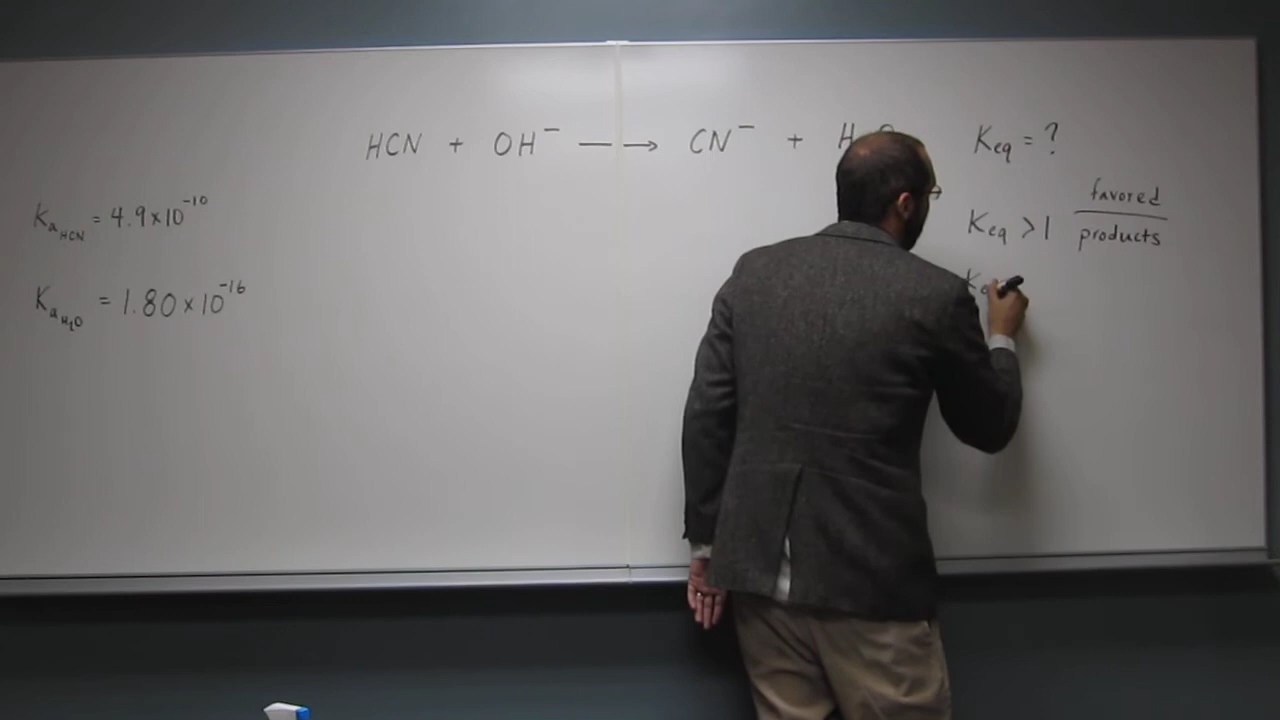 HCN + OH⁻ → CN⁻ + H₂O
Keq = ?
Ka_HCN = 4.9×10⁻¹⁰
Keq >1 favored products
Ka_H₂O = 1.80×10⁻¹⁶